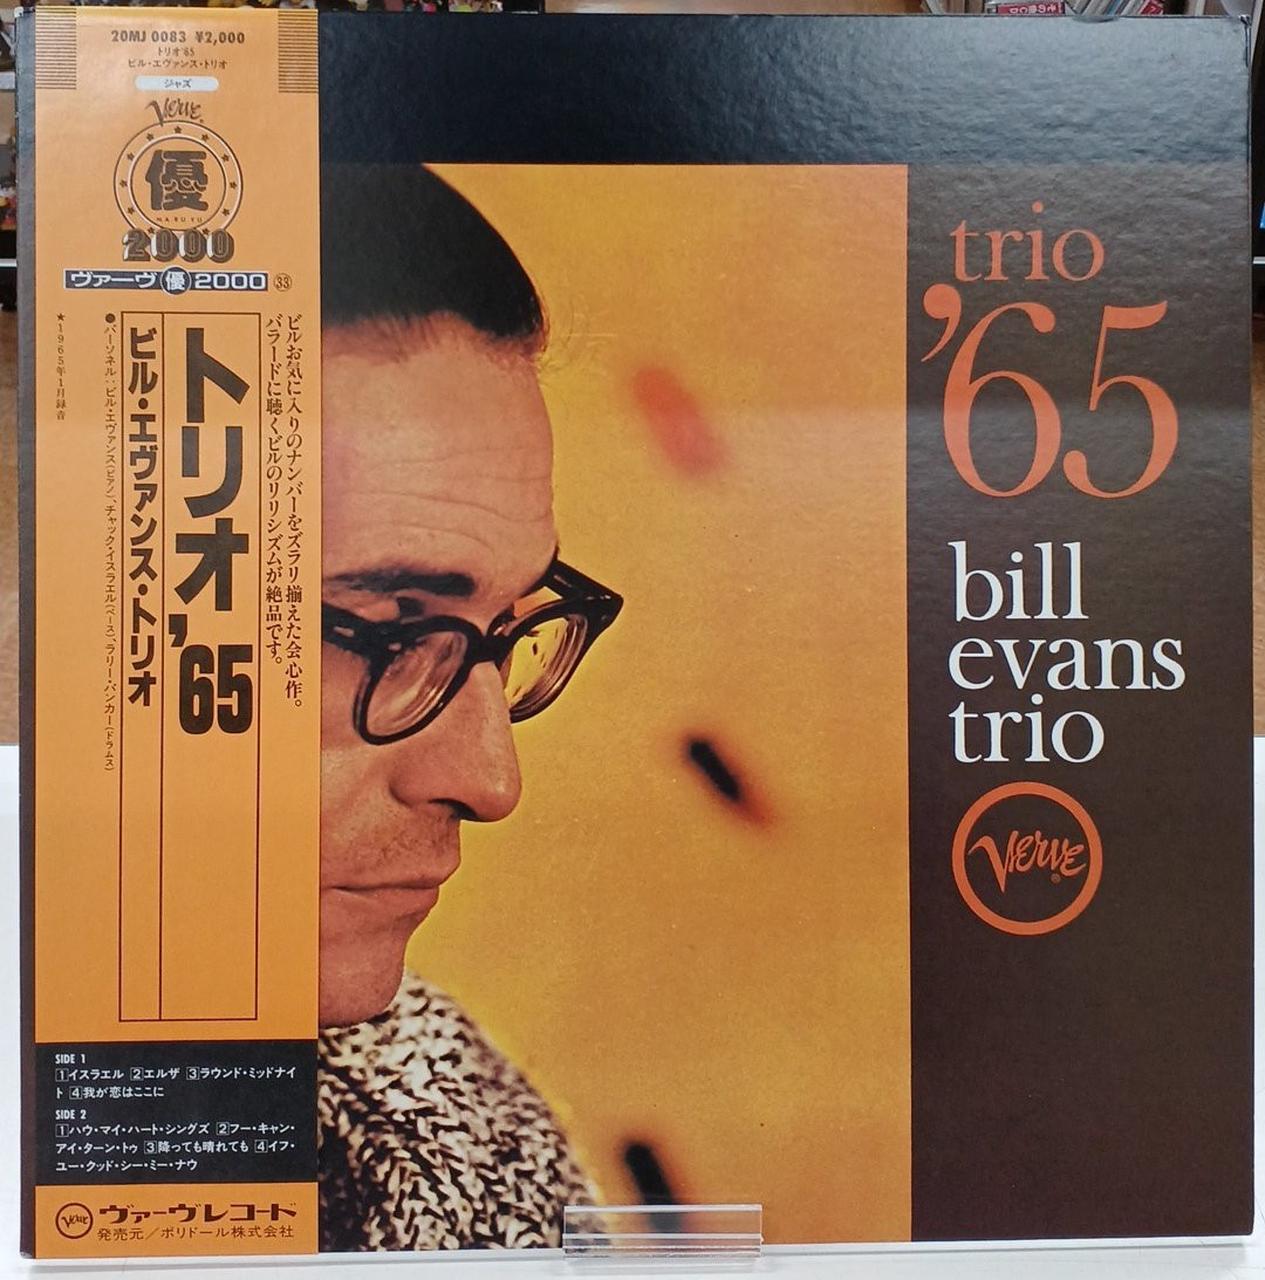 20MJ 0083 ¥2,000
トリオ'65
ビル・エヴァンス・トリオ
ジャズ
Verve
優
MARUYU
2000
ヴァーヴ優2000 ㉝
ビルお気に入りのナンバーをズラリ揃えた会心作。
バラードに聴くビルのリリシズムが絶品です。
トリオ'65
ビル・エヴァンス・トリオ
●パーソネル:ビル・エヴァンス(ピアノ)、チャック・イスラエル(ベース)、ラリー・バンカー(ドラムス)
★1965年1月録音
SIDE 1
1イスラエル 2エルザ 3ラウンド・ミッドナイ
ト 4我が恋はここに
SIDE 2
1ハウ・マイ・ハート・シングズ 2フー・キャン・
アイ・ターン・トゥ 3降っても晴れても 4イフ・
ユー・クッド・シー・ミー・ナウ
Verve ヴァーヴレコード
発売元/ポリドール株式会社
trio
'65
bill
evans
trio
Verve®